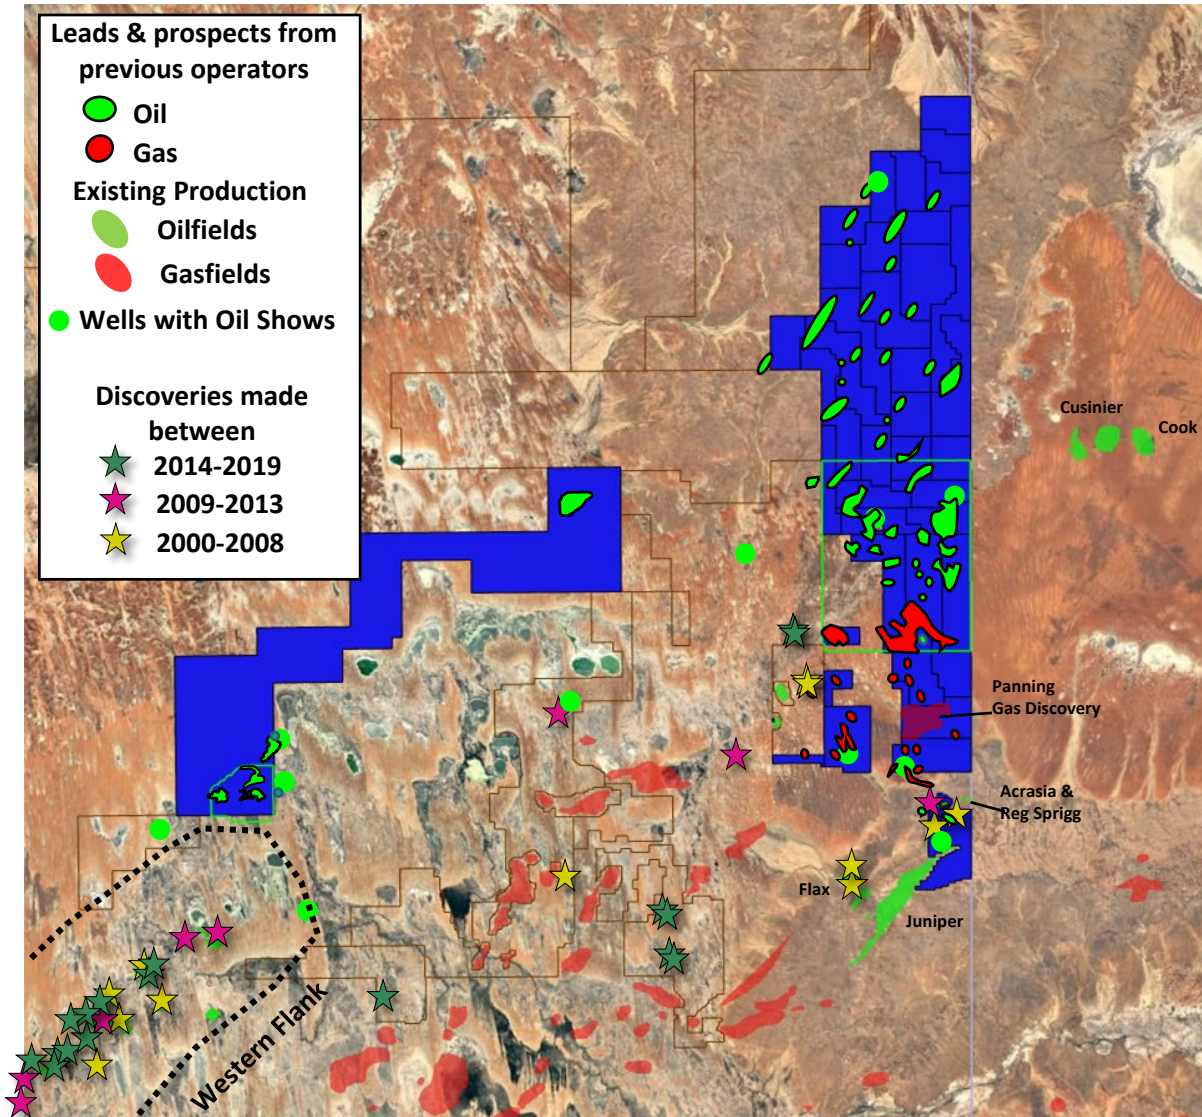 Leads & prospects from
previous operators
Oil
Gas
Existing Production
Oilfields
Gasfields
Wells with Oil Shows
Discoveries made
between
2014-2019
2009-2013
2000-2008
Cusinier
Cook
Panning
Gas Discovery
Acrasia &
Reg Sprigg
Flax
Juniper
Western Flank